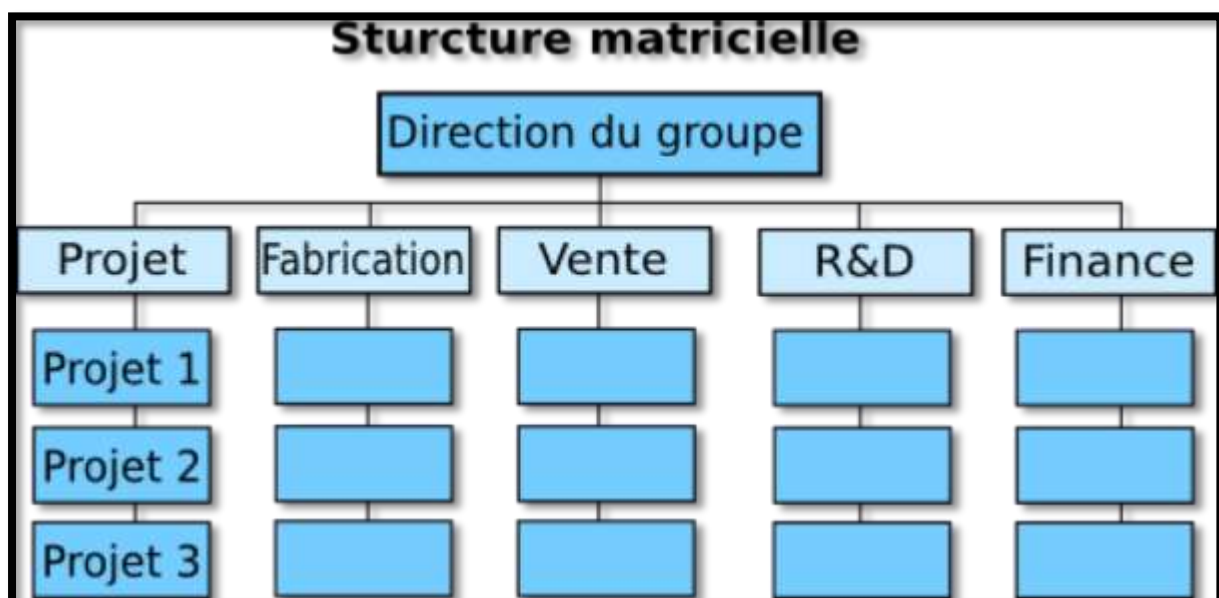 Sturcture matricielle
Direction du groupe
Projet
Fabrication
Vente
R&D
Finance
Projet 1
Projet 2
Projet 3